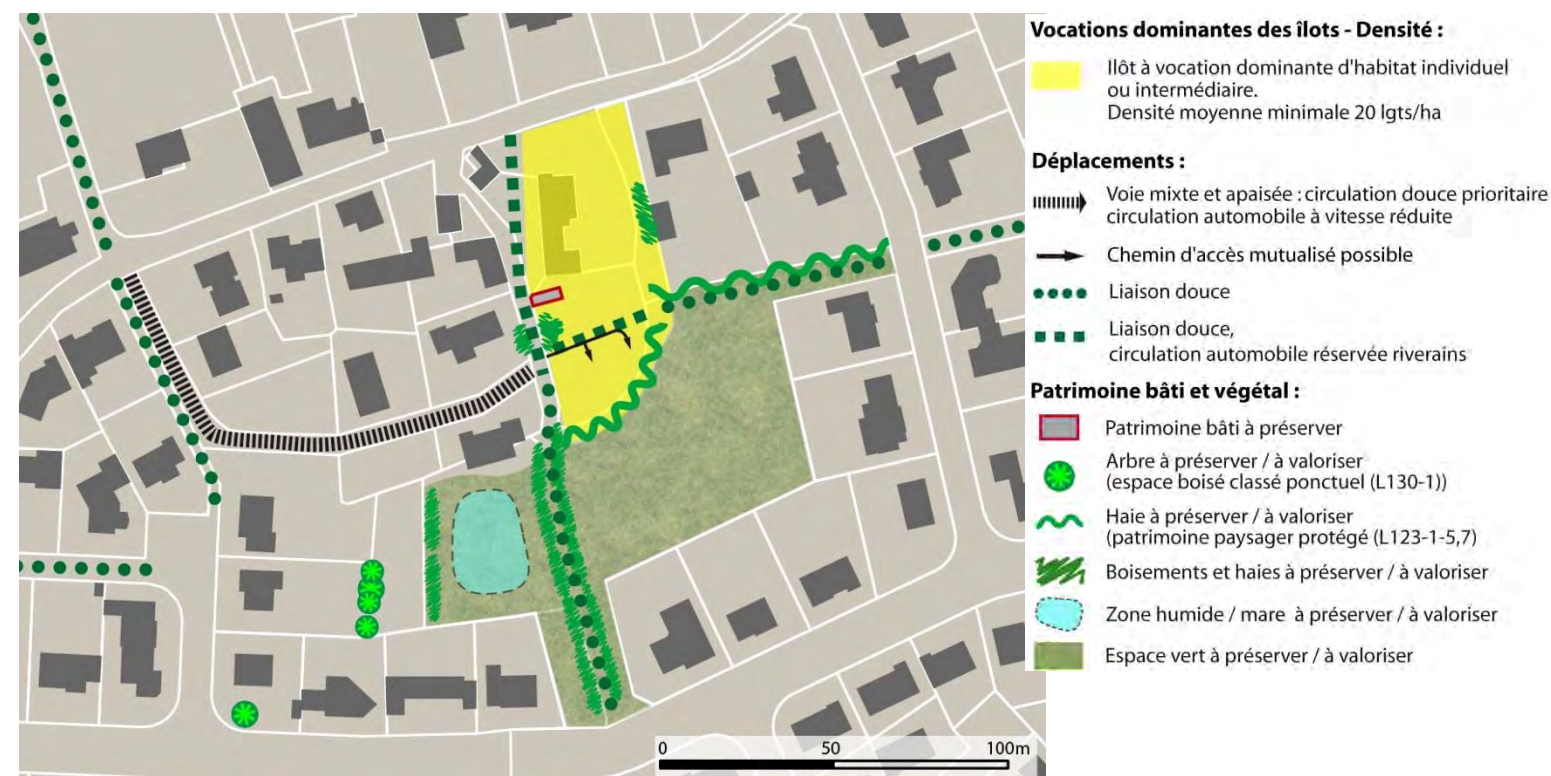 Vocations dominantes des îlots - Densité :
Ilôt à vocation dominante d'habitat individuel
ou intermédiaire.
Densité moyenne minimale 20 lgts/ha
Déplacements :
Voie mixte et apaisée : circulation douce prioritaire
circulation automobile à vitesse réduite
Chemin d'accès mutualisé possible
Liaison douce
Liaison douce,
circulation automobile réservée riverains
Patrimoine bâti et végétal :
Patrimoine bâti à préserver
Arbre à préserver / à valoriser
(espace boisé classé ponctuel (L130-1))
Haie à préserver / à valoriser
(patrimoine paysager protégé (L123-1-5,7)
Boisements et haies à préserver / à valoriser
Zone humide / mare à préserver / à valoriser
Espace vert à préserver / à valoriser
0 50 100m